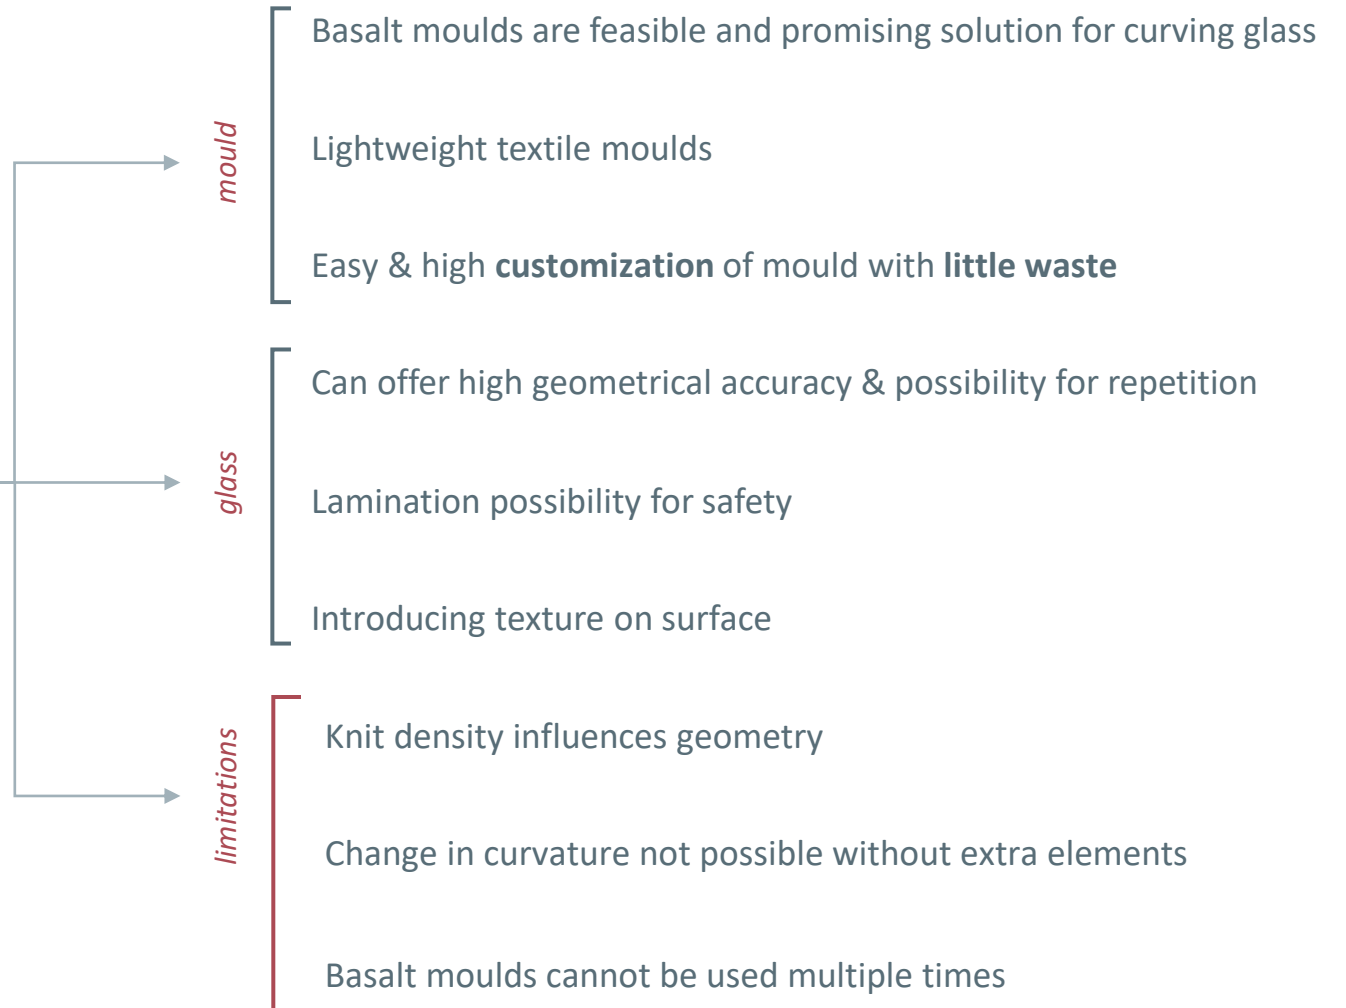 mould
Basalt moulds are feasible and promising solution for curving glass
Lightweight textile moulds
Easy & high customization of mould with little waste
glass
Can offer high geometrical accuracy & possibility for repetition
Lamination possibility for safety
Introducing texture on surface
limitations
Knit density influences geometry
Change in curvature not possible without extra elements
Basalt moulds cannot be used multiple times